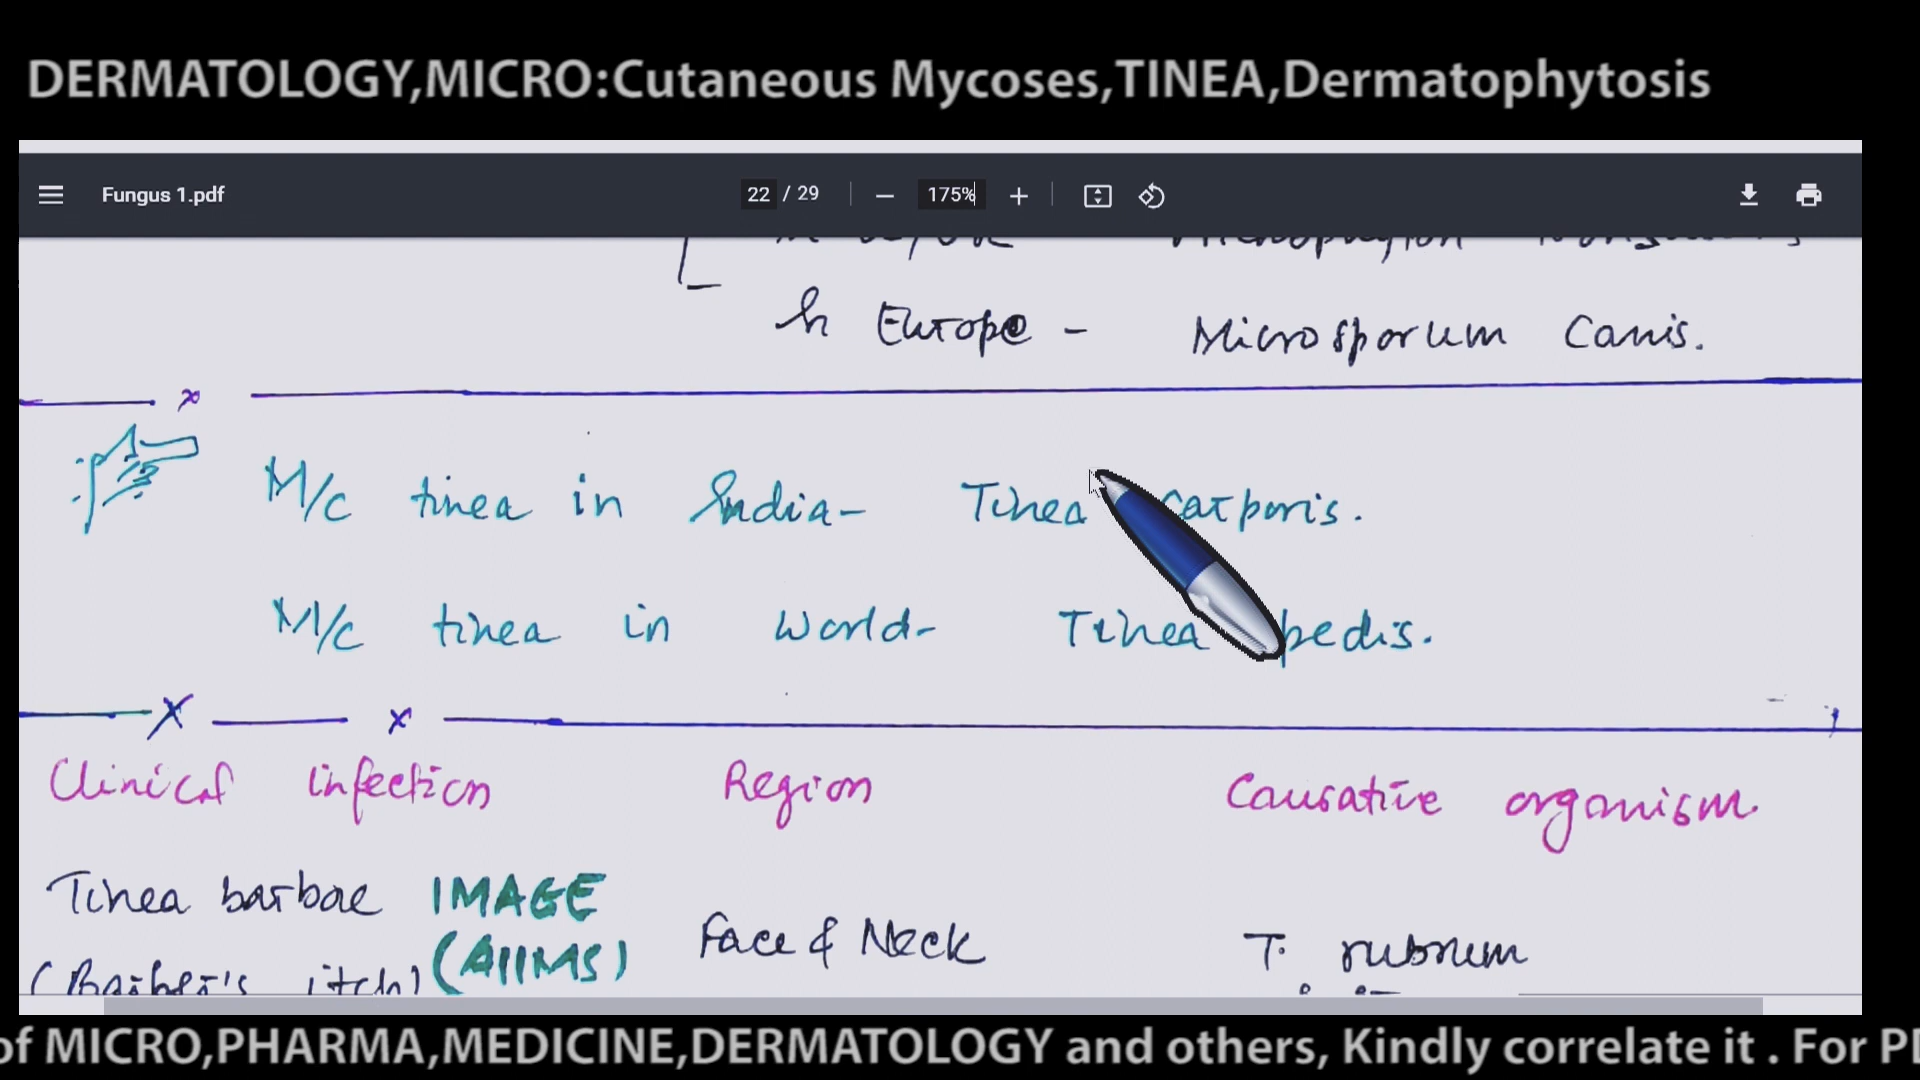 DERMATOLOGY,MICRO:Cutaneous Mycoses,TINEA,Dermatophytosis
Fungus 1.pdf
22 / 29
175%
In Europe - Microsporum Canis.
x
M/c tinea in India- Tinea corporis.
M/c tinea in world- Tinea pedis.
X x
Clinical infection Region Causative organism
Tinea barbae IMAGE
(AIIMS)
Face & Neck T. rubrum
(Barber's itch)
of MICRO,PHARMA,MEDICINE,DERMATOLOGY and others, Kindly correlate it . For